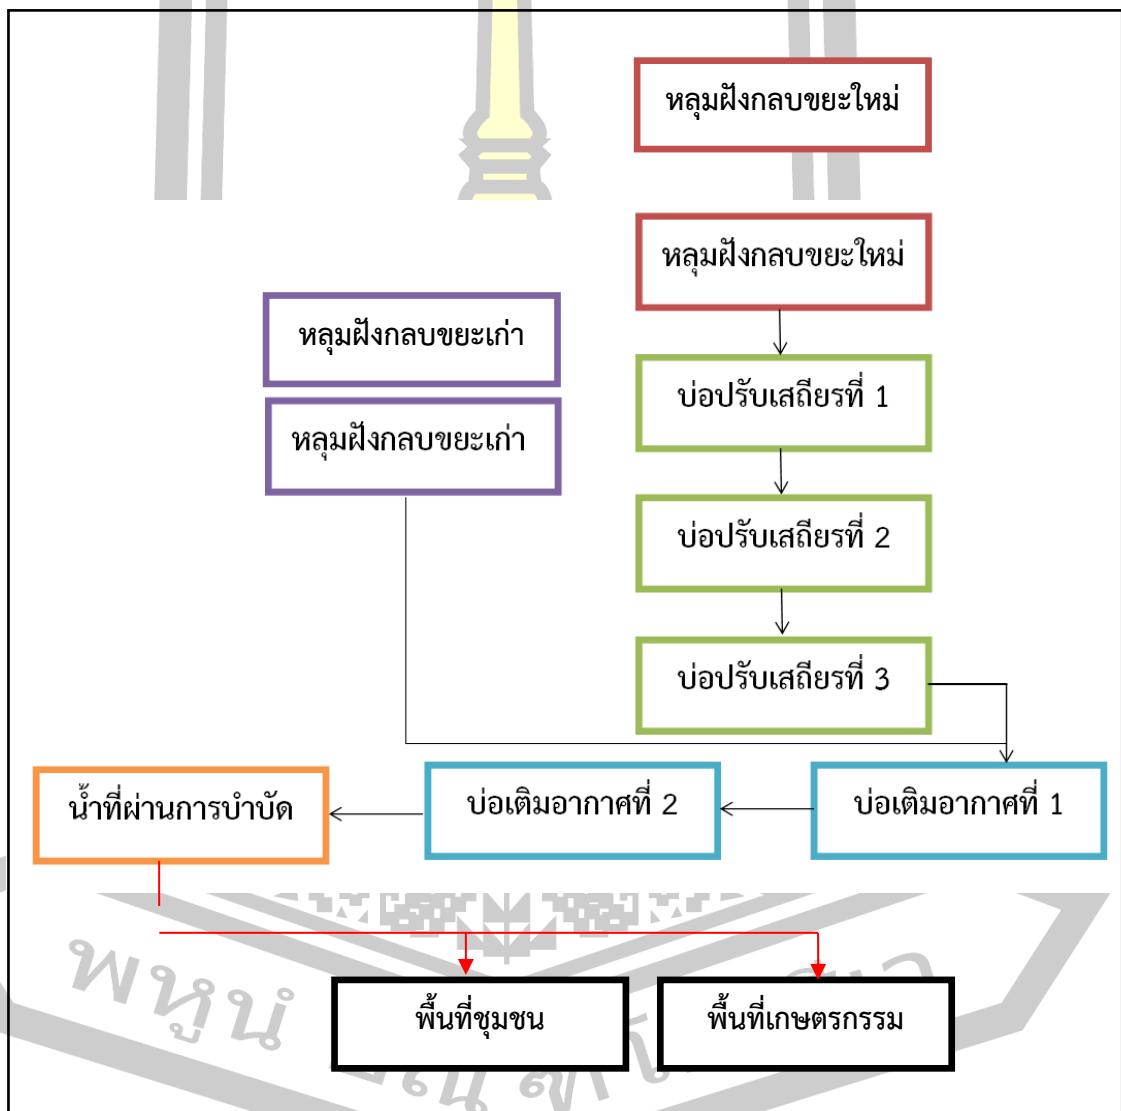 หลุมฝังกลบขยะใหม่
หลุมฝังกลบขยะใหม่
หลุมฝังกลบขยะเก่า
บ่อปรับเสถียรที่ 1
หลุมฝังกลบขยะเก่า
บ่อปรับเสถียรที่ 2
บ่อปรับเสถียรที่ 3
น้ำที่ผ่านการบำบัด
บ่อเติมอากาศที่ 2
บ่อเติมอากาศที่ 1
พหูนํ
พื้นที่ชุมชน
พื้นที่เกษตรกรรม